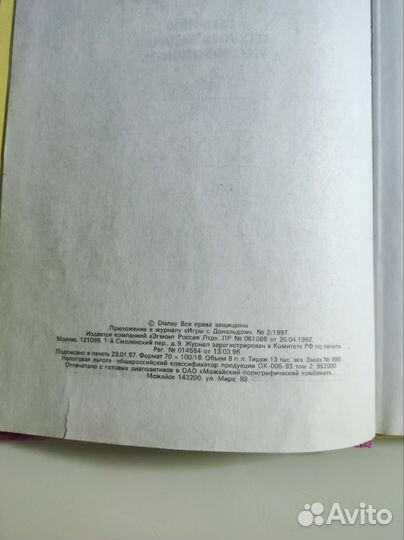 © Disney Все права защищены
Приложение к журналу «Игры с Дональдом», № 2/1997.
Издается компанией «Эгмонт Россия Лтд». ЛР № 061086 от 20.04.1992.
Москва, 121099, 1-й Смоленский пер., д 9. Журнал зарегистрирован в Комитете РФ по печати
Рег. № 014584 от 13.03.96.
Подписано в печать 23.01.97. Формат 70 × 100/16. Объем 8 п. л. Тираж 13 тыс. экз. Заказ № 898
Налоговая льгота - общероссийский классификатор продукции ОК-005-93 том 2; 952000
Отпечатано с готовых диапозитивов в ОАО «Можайский полиграфический комбинат».
Можайск 143200, ул. Мира, 93
Avito